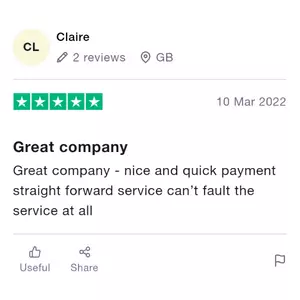 CL
Claire
2 reviews GB
10 Mar 2022
Great company
Great company - nice and quick payment
straight forward service can’t fault the
service at all
Useful Share